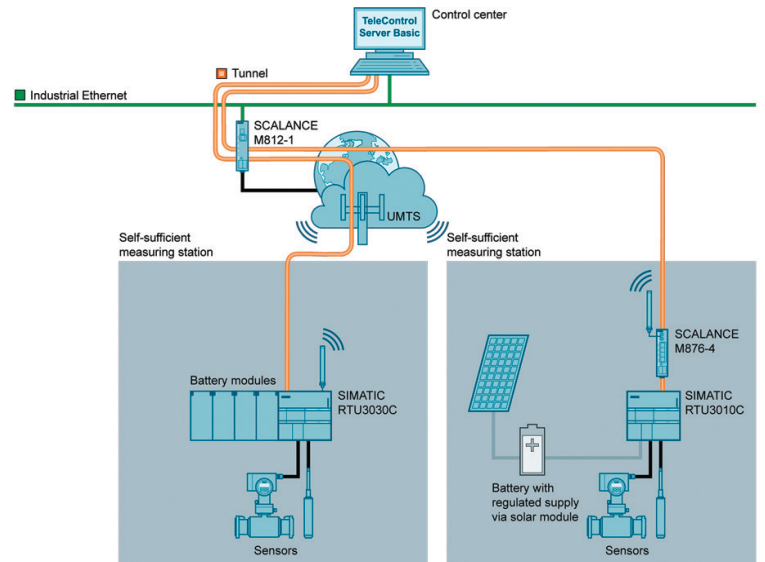 TeleControl
Server Basic
Control center
Tunnel
Industrial Ethernet
SCALANCE
M812-1
UMTS
Self-sufficient
measuring station
Self-sufficient
measuring station
SCALANCE
M876-4
Battery modules
SIMATIC
RTU3030C
SIMATIC
RTU3010C
Battery with
regulated supply
via solar module
Sensors
Sensors